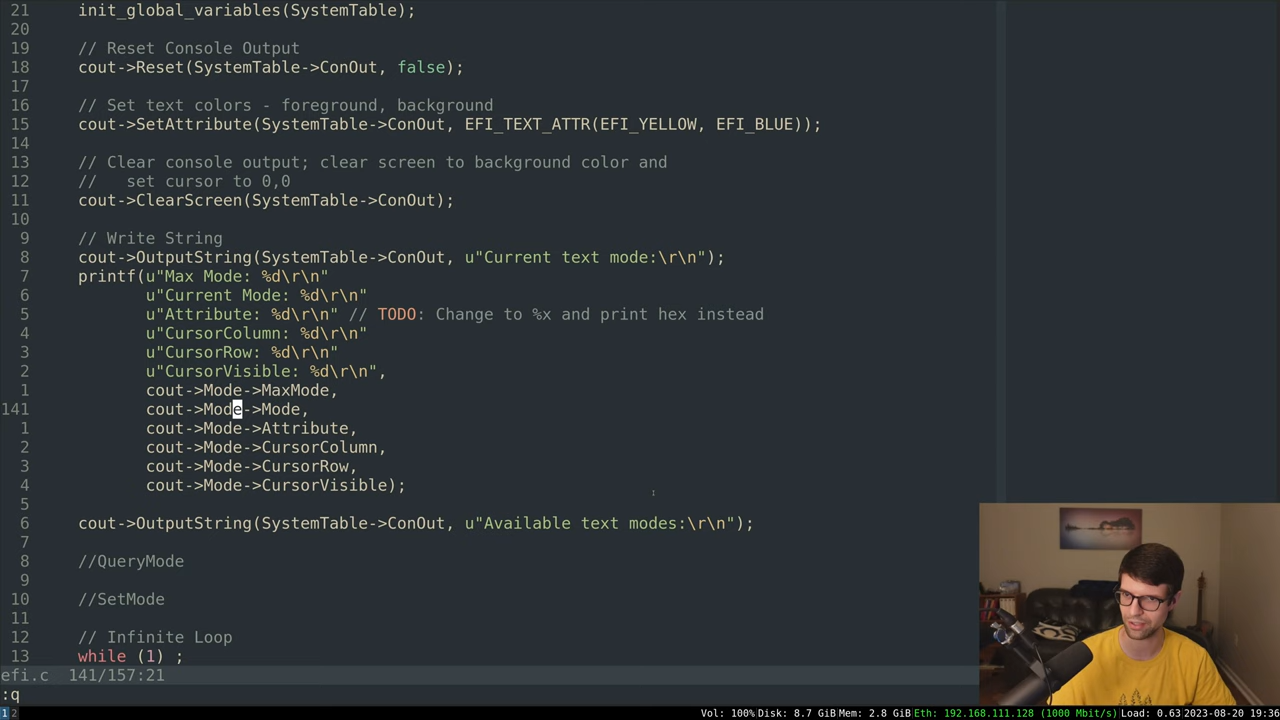 21     init_global_variables(SystemTable);
20
19     // Reset Console Output
18     cout->Reset(SystemTable->ConOut, false);
17
16     // Set text colors - foreground, background
15     cout->SetAttribute(SystemTable->ConOut, EFI_TEXT_ATTR(EFI_YELLOW, EFI_BLUE));
14
13     // Clear console output; clear screen to background color and
12     //   set cursor to 0,0
11     cout->ClearScreen(SystemTable->ConOut);
10
9     // Write String
8     cout->OutputString(SystemTable->ConOut, u"Current text mode:\r\n");
7     printf(u"Max Mode: %d\r\n"
6            u"Current Mode: %d\r\n"
5            u"Attribute: %d\r\n" // TODO: Change to %x and print hex instead
4            u"CursorColumn: %d\r\n"
3            u"CursorRow: %d\r\n"
2            u"CursorVisible: %d\r\n",
1            cout->Mode->MaxMode,
141            cout->Mode->Mode,
1            cout->Mode->Attribute,
2            cout->Mode->CursorColumn,
3            cout->Mode->CursorRow,
4            cout->Mode->CursorVisible);
5
6     cout->OutputString(SystemTable->ConOut, u"Available text modes:\r\n");
7
8     //QueryMode
9
10     //SetMode
11
12     // Infinite Loop
13     while (1) ;
efi.c  141/157:21
:q
1 2 Vol: 100% Disk: 8.7 GiB Mem: 2.8 GiB Eth: 192.168.111.128 (1000 Mbit/s) Load: 0.63 2023-08-20 19:36